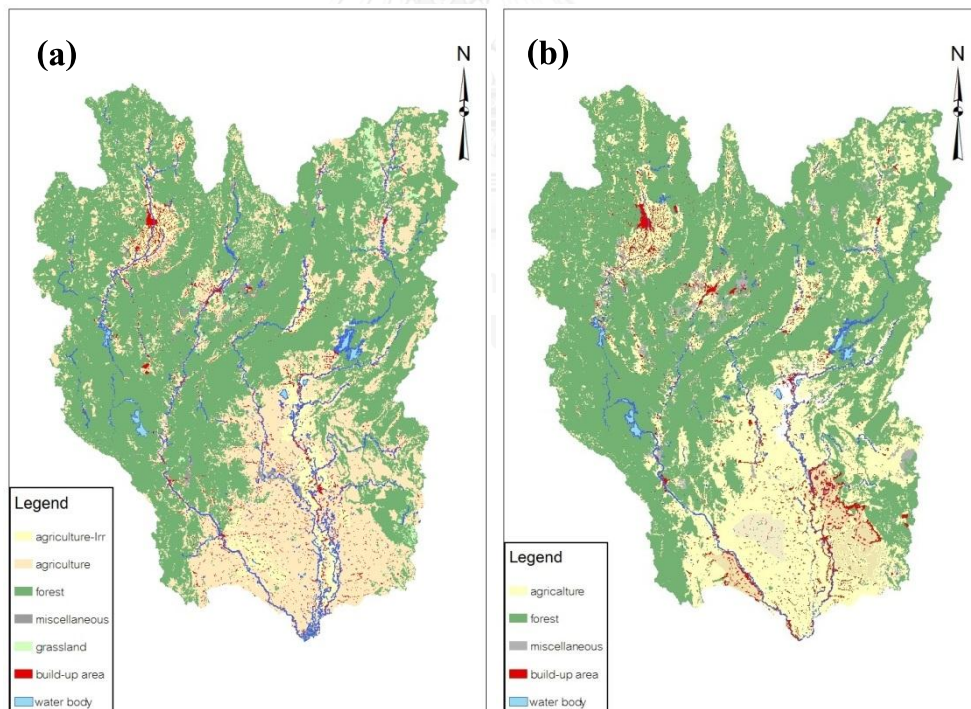 (a)
N
Legend
agriculture-Irr
agriculture
forest
miscellaneous
grassland
build-up area
water body
(b)
N
Legend
agricalture
forest
miscellaneous
build-up area
water body